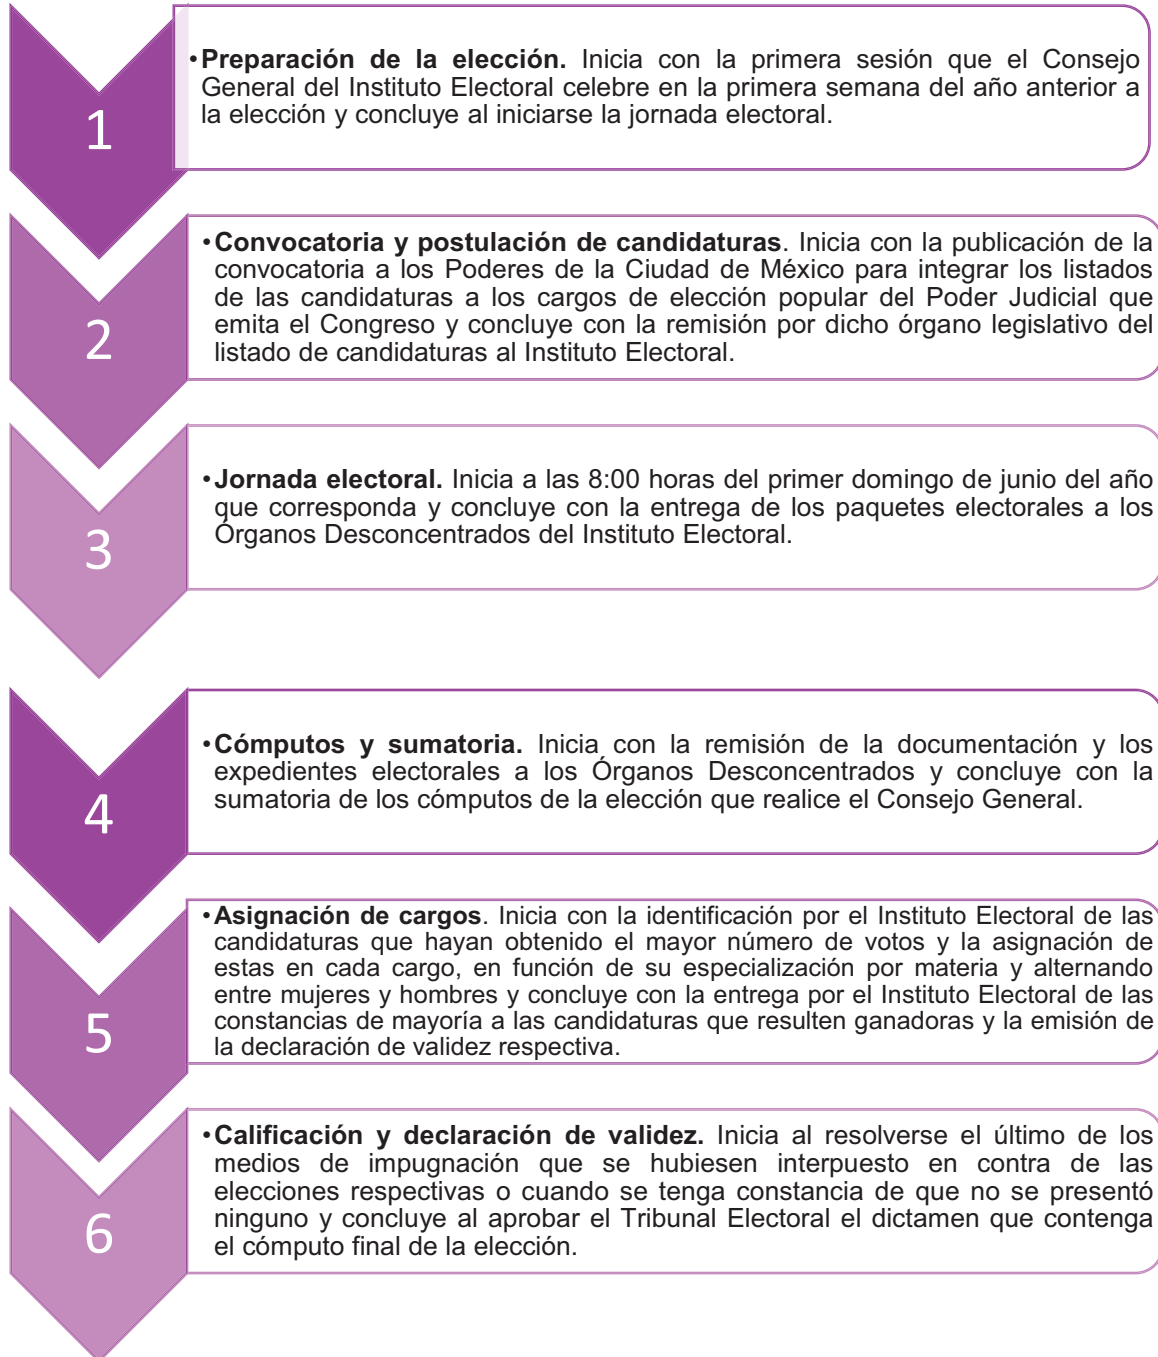 1
•Preparación de la elección. Inicia con la primera sesión que el Consejo
General del Instituto Electoral celebre en la primera semana del año anterior a
la elección y concluye al iniciarse la jornada electoral.
2
•Convocatoria y postulación de candidaturas. Inicia con la publicación de la
convocatoria a los Poderes de la Ciudad de México para integrar los listados
de las candidaturas a los cargos de elección popular del Poder Judicial que
emita el Congreso y concluye con la remisión por dicho órgano legislativo del
listado de candidaturas al Instituto Electoral.
3
•Jornada electoral. Inicia a las 8:00 horas del primer domingo de junio del año
que corresponda y concluye con la entrega de los paquetes electorales a los
Órganos Desconcentrados del Instituto Electoral.
4
•Cómputos y sumatoria. Inicia con la remisión de la documentación y los
expedientes electorales a los Órganos Desconcentrados y concluye con la
sumatoria de los cómputos de la elección que realice el Consejo General.
5
•Asignación de cargos. Inicia con la identificación por el Instituto Electoral de las
candidaturas que hayan obtenido el mayor número de votos y la asignación de
estas en cada cargo, en función de su especialización por materia y alternando
entre mujeres y hombres y concluye con la entrega por el Instituto Electoral de las
constancias de mayoría a las candidaturas que resulten ganadoras y la emisión de
la declaración de validez respectiva.
6
•Calificación y declaración de validez. Inicia al resolverse el último de los
medios de impugnación que se hubiesen interpuesto en contra de las
elecciones respectivas o cuando se tenga constancia de que no se presentó
ninguno y concluye al aprobar el Tribunal Electoral el dictamen que contenga
el cómputo final de la elección.